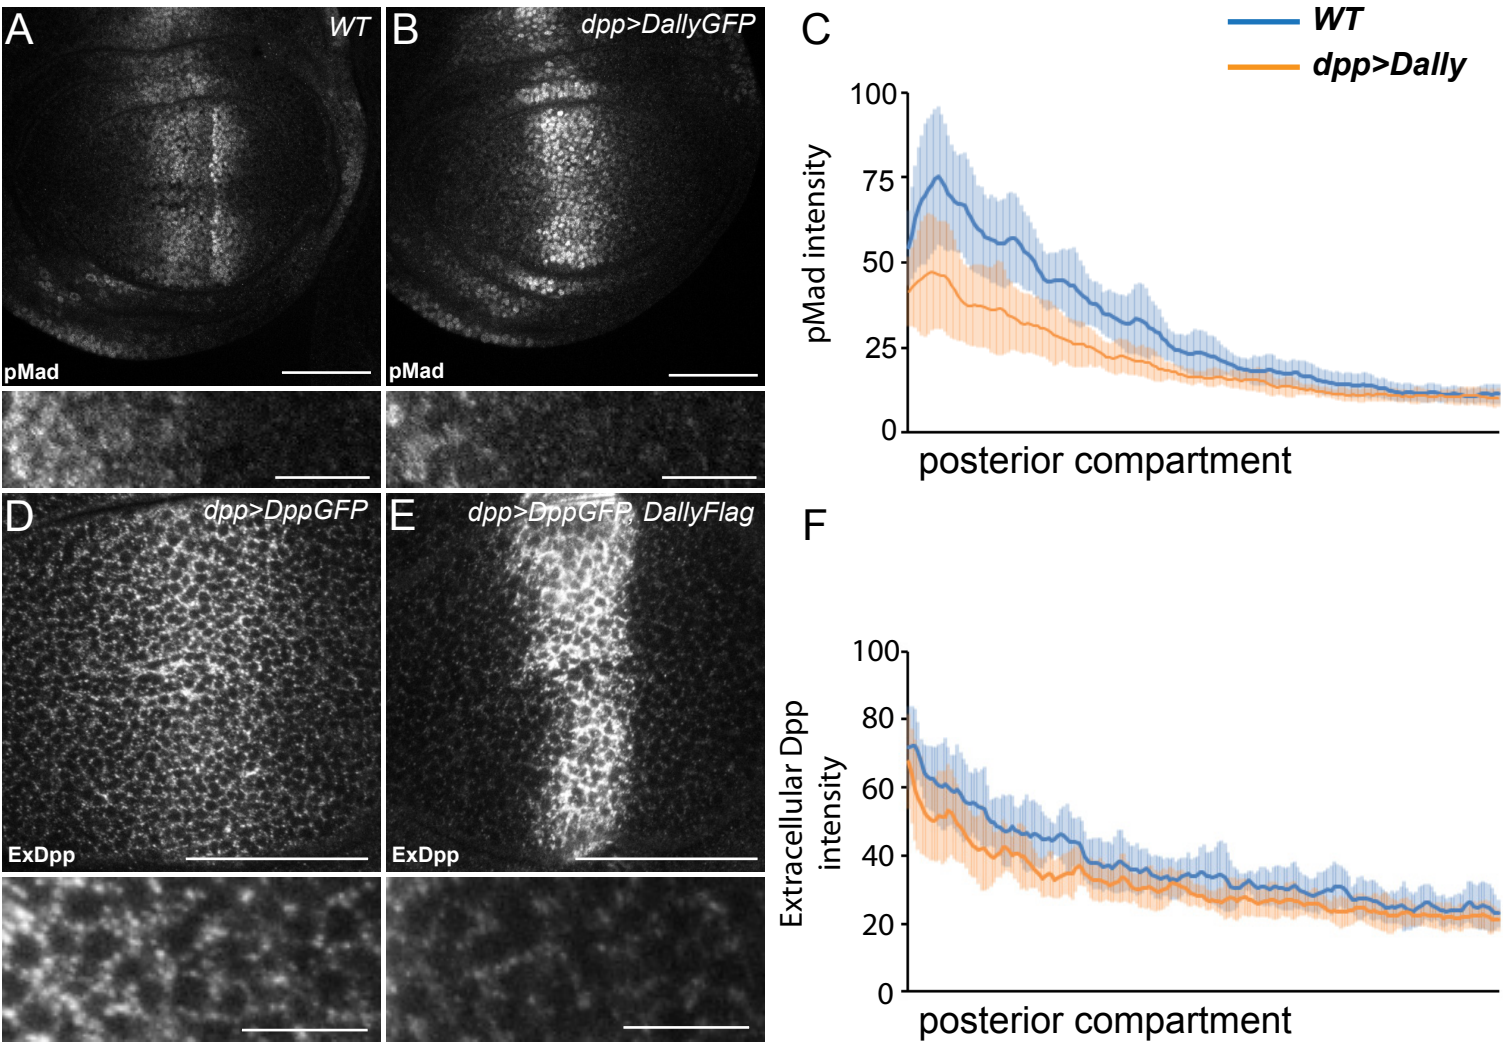 A
WT
pMad
B
dpp>DallyGFP
pMad
C
WT
dpp>Dally
100
75
50
25
0
pMad intensity
posterior compartment
D
dpp>DppGFP
ExDpp
E
dpp>DppGFP, DallyFlag
ExDpp
F
100
80
60
40
20
0
Extracellular Dpp
intensity
posterior compartment